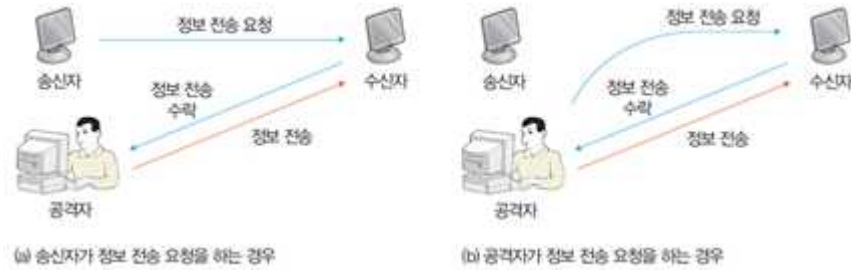 정보 전송 요청
송신자
수신자
정보 전송
수락
정보 전송
공격자
(a) 송신자가 정보 전송 요청을 하는 경우
정보 전송 요청
송신자
수신자
정보 전송
수락
정보 전송
공격자
(b) 공격자가 정보 전송 요청을 하는 경우